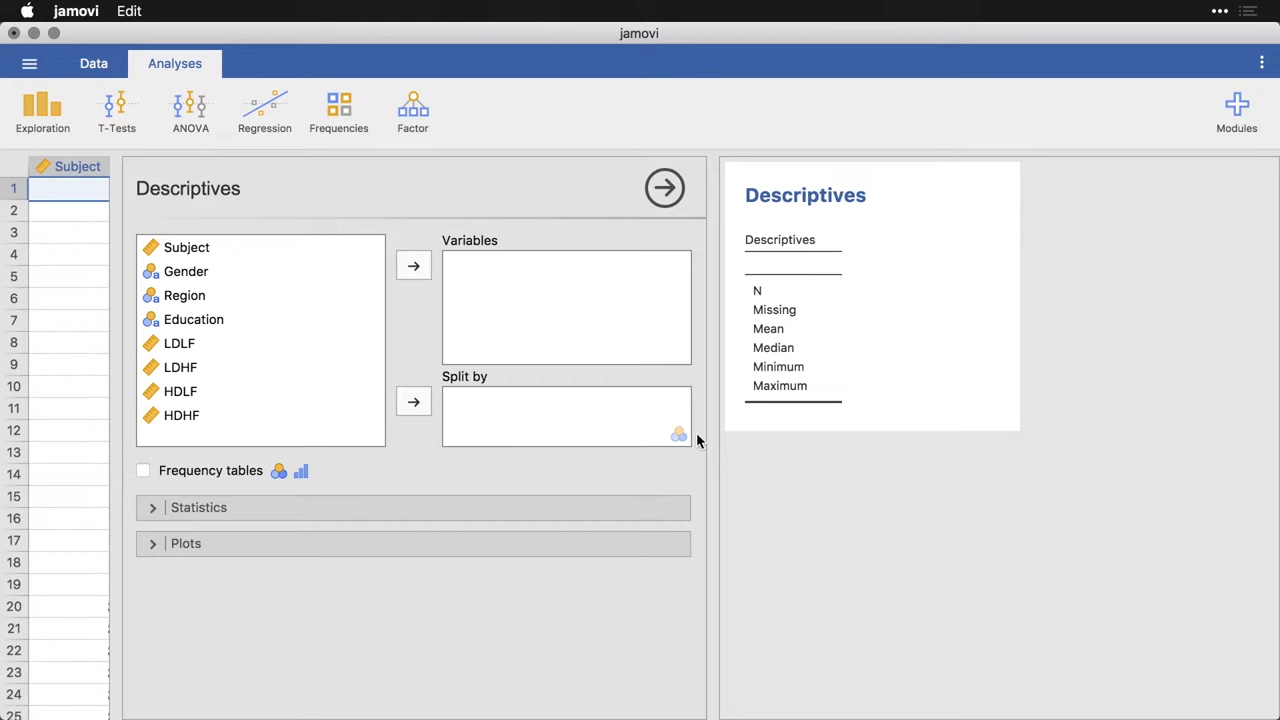 jamovi Edit
jamovi
Data Analyses
Exploration T-Tests ANOVA Regression Frequencies Factor Modules
Subject
1
2
3
4
5
6
7
8
9
10
11
12
13
14
15
16
17
18
19
20
21
22
23
24
25
Descriptives
Subject
a Gender
a Region
a Education
LDLF
LDHF
HDLF
HDHF
Variables
Split by
Frequency tables
Statistics
Plots
Descriptives
Descriptives
N
Missing
Mean
Median
Minimum
Maximum